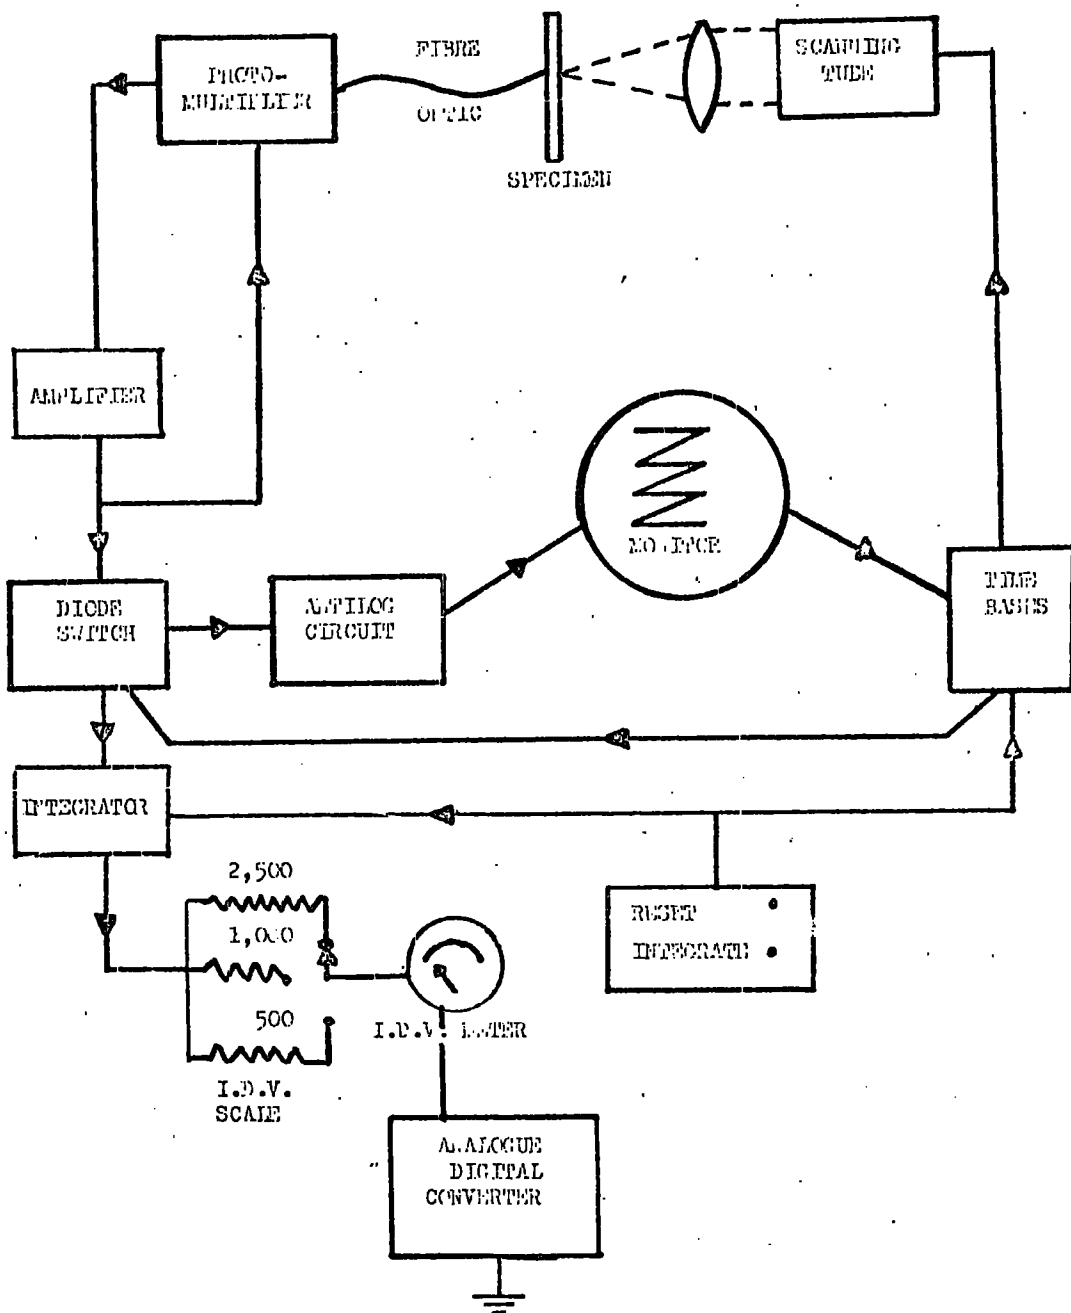 PHOTO-
MULTIPLIER
FIBRE
OPTIC
SPECIMEN
SCANNING
TUBE
AMPLIFIER
MONITOR
DIODE
SWITCH
ANTILOG
CIRCUIT
TIME
BASES
INTEGRATOR
2,500
1,000
500
I.D.V.
SCALE
I.D.V. METER
RESET
INTEGRATE
ANALOGUE
DIGITAL
CONVERTER